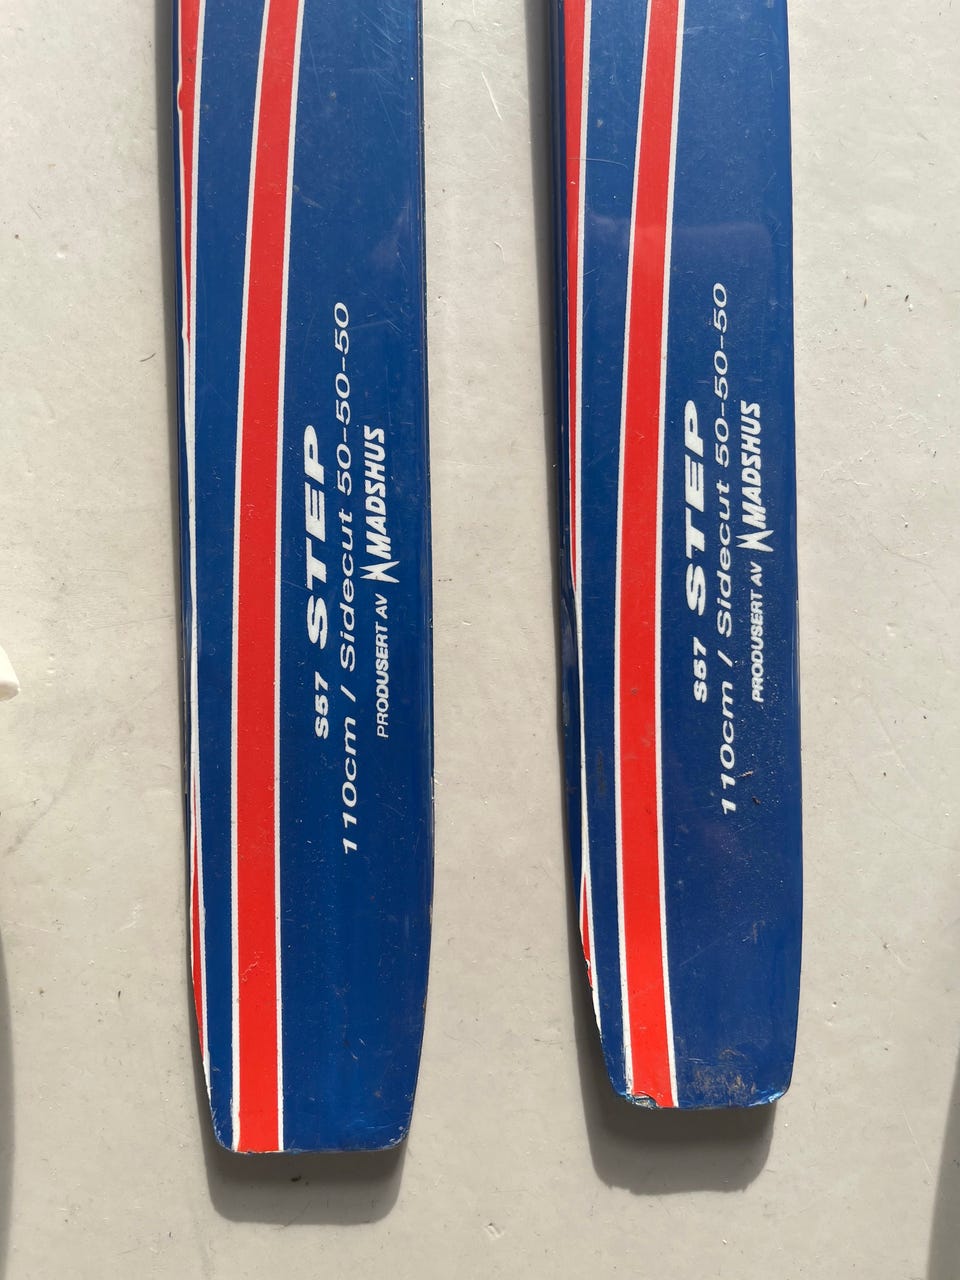 S57 STEP
110cm / Sidecut 50-50-50
PRODUSERT AV MADSHUS
S57 STEP
110cm / Sidecut 50-50-50
PRODUSERT AV MADSHUS